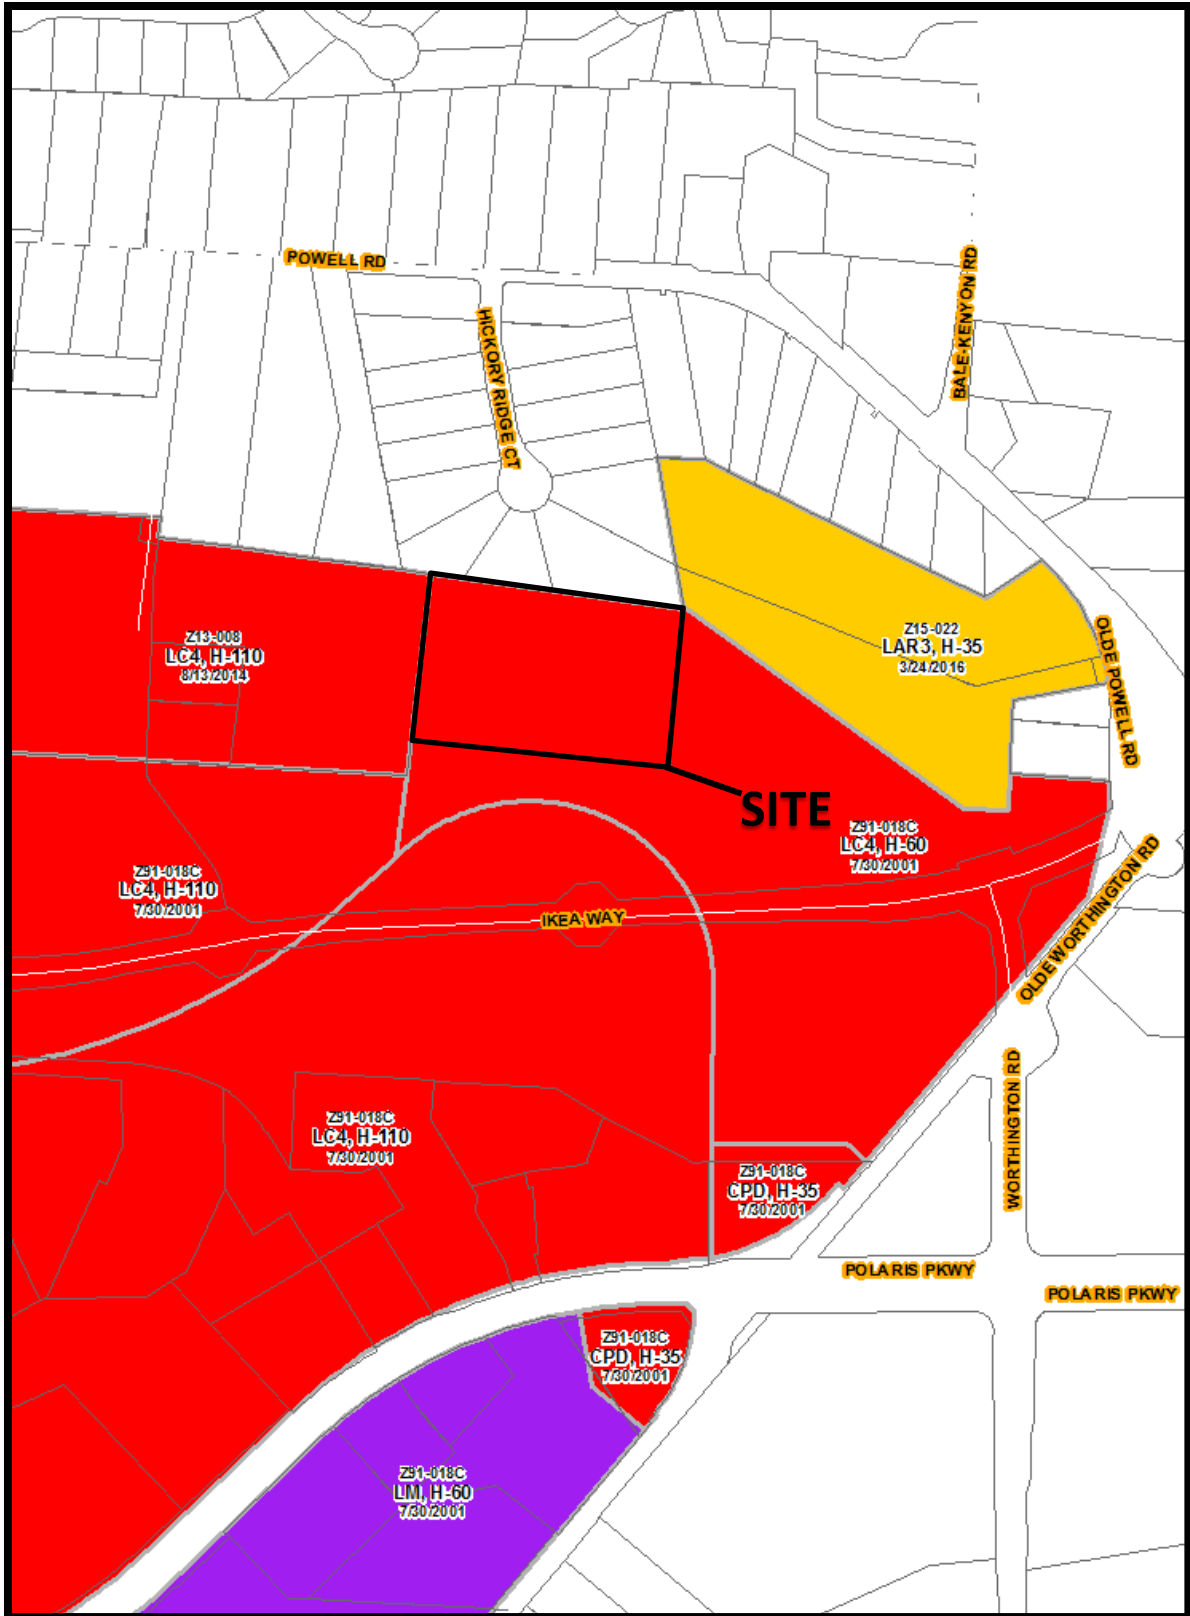 POWELL RD
BALE-KENYON RD
HICKORY RIDGE CT
Z13-008
LC4, H-110
8/13/2014
Z15-022
LAR3, H-35
3/24/2016
OLDE POWELL RD
SITE
Z91-018C
LC4, H-60
7/30/2001
Z91-018C
LC4, H-110
7/30/2001
IKEA WAY
OLDE WORTHINGTON RD
WORTHINGTON RD
Z91-018C
LC4, H-110
7/30/2001
Z91-018C
CPD, H-35
7/30/2001
POLARIS PKWY
POLARIS PKWY
Z91-018C
CPD, H-35
7/30/2001
Z91-018C
LM, H-60
7/30/2001